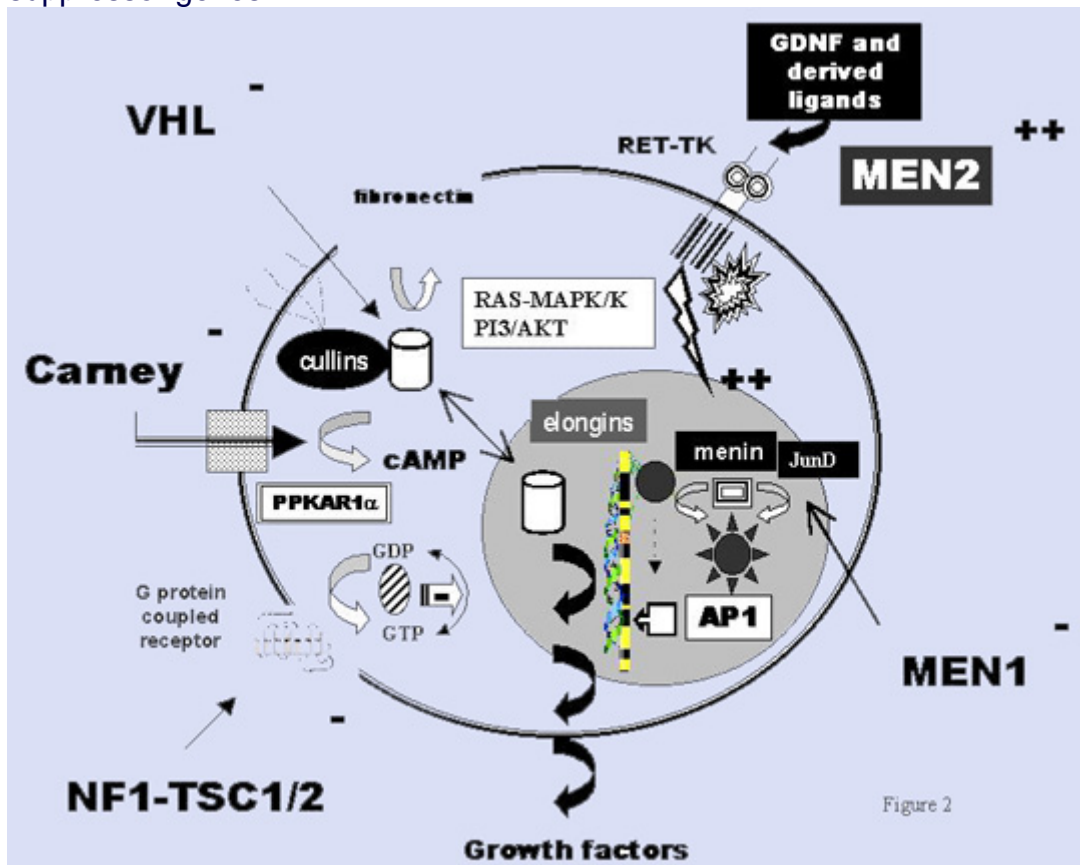 GDNF and
derived
ligands
-
VHL
++
RET-TK
MEN2
fibronectin
RAS-MAPK/K
PI3/AKT
-
cullins
Carney
++
elongins
menin
JunD
cAMP
PPKAR1α
GDP
G protein
coupled
receptor
-
GTP
AP1
-
MEN1
-
NF1-TSC1/2
Figure 2
Growth factors